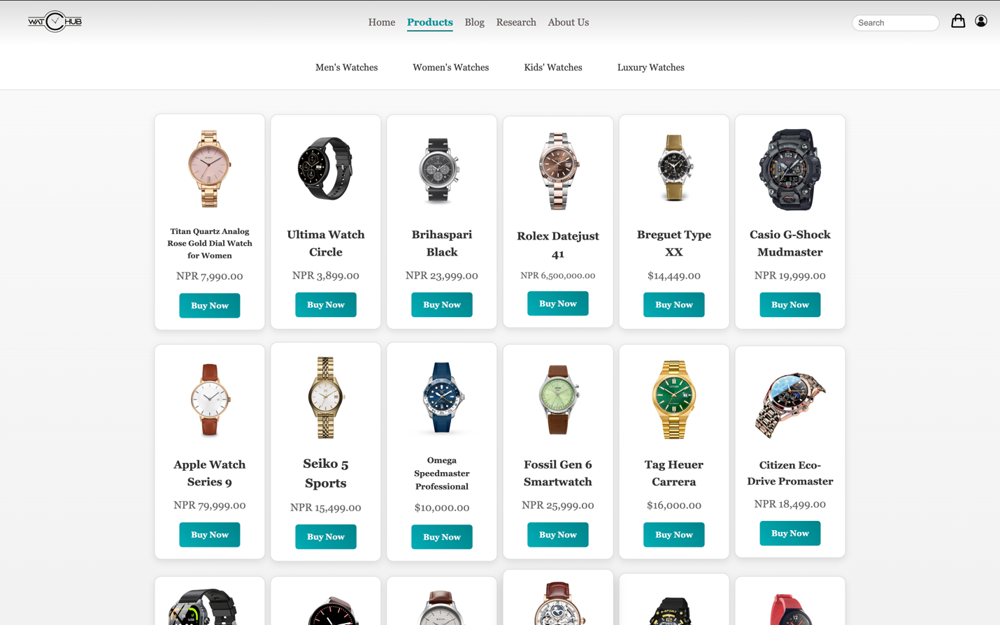 WAT HUB
Home Products Blog Research About Us
Search
Men's Watches Women's Watches Kids' Watches Luxury Watches
Titan Quartz Analog
Rose Gold Dial Watch
for Women
NPR 7,990.00
Buy Now
Ultima Watch
Circle
NPR 3,899.00
Buy Now
Brihaspari
Black
NPR 23,999.00
Buy Now
Rolex Datejust
41
NPR 6,500,000.00
Buy Now
Breguet Type
XX
$14,449.00
Buy Now
Casio G-Shock
Mudmaster
NPR 19,999.00
Buy Now
Apple Watch
Series 9
NPR 79,999.00
Buy Now
Seiko 5
Sports
NPR 15,499.00
Buy Now
Omega
Speedmaster
Professional
$10,000.00
Buy Now
Fossil Gen 6
Smartwatch
NPR 25,999.00
Buy Now
Tag Heuer
Carrera
$16,000.00
Buy Now
Citizen Eco-
Drive Promaster
NPR 18,499.00
Buy Now